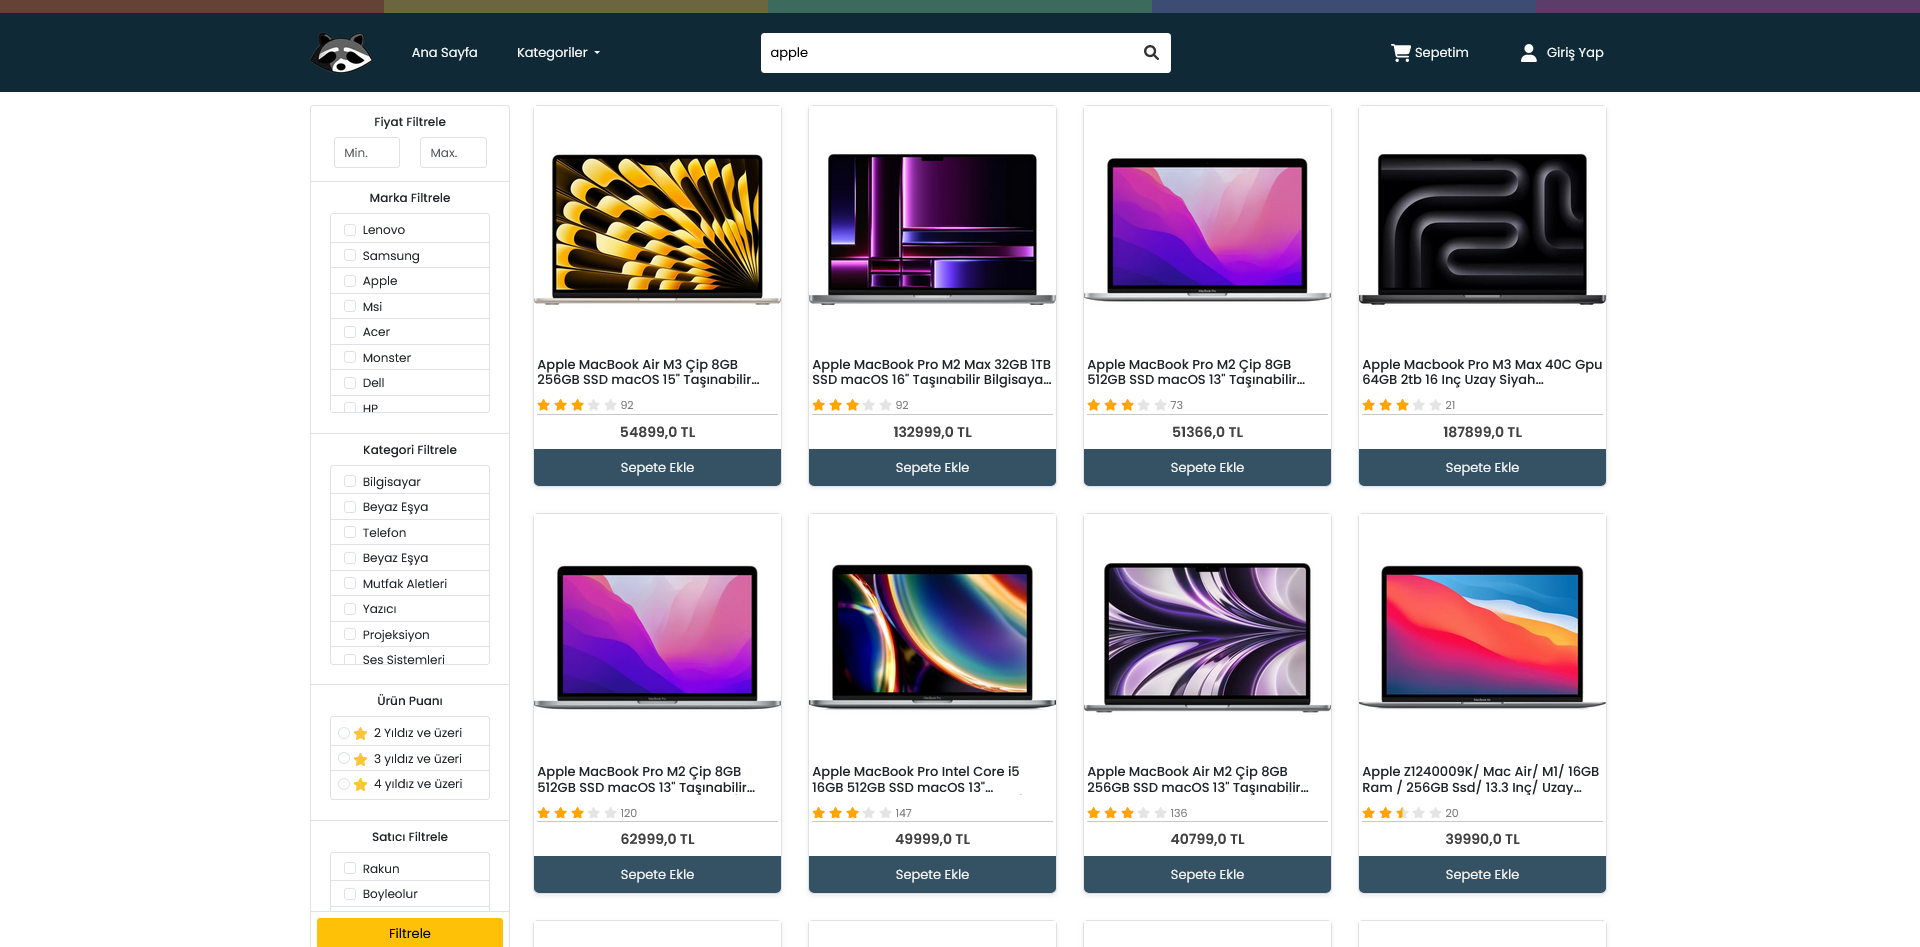 Ana Sayfa
Kategoriler
apple
Sepetim
Giriş Yap
Fiyat Filtrele
Min.
Max.
Marka Filtrele
Lenovo
Samsung
Apple
Msi
Acer
Monster
Dell
HP
Kategori Filtrele
Bilgisayar
Beyaz Eşya
Telefon
Beyaz Eşya
Mutfak Aletleri
Yazıcı
Projeksiyon
Ses Sistemleri
Ürün Puanı
2 Yıldız ve üzeri
3 yıldız ve üzeri
4 yıldız ve üzeri
Satıcı Filtrele
Rakun
Boyleolur
Filtrele
Apple MacBook Air M3 Çip 8GB
256GB SSD macOS 15" Taşınabilir...
92
54899,0 TL
Sepete Ekle
Apple MacBook Pro M2 Max 32GB 1TB
SSD macOS 16" Taşınabilir Bilgisaya...
92
132999,0 TL
Sepete Ekle
Apple MacBook Pro M2 Çip 8GB
512GB SSD macOS 13" Taşınabilir...
73
51366,0 TL
Sepete Ekle
Apple Macbook Pro M3 Max 40C Gpu
64GB 2tb 16 Inç Uzay Siyah...
21
187899,0 TL
Sepete Ekle
Apple MacBook Pro M2 Çip 8GB
512GB SSD macOS 13" Taşınabilir...
120
62999,0 TL
Sepete Ekle
Apple MacBook Pro Intel Core i5
16GB 512GB SSD macOS 13"...
147
49999,0 TL
Sepete Ekle
Apple MacBook Air M2 Çip 8GB
256GB SSD macOS 13" Taşınabilir...
136
40799,0 TL
Sepete Ekle
Apple Z1240009K/ Mac Air/ M1/ 16GB
Ram / 256GB Ssd/ 13.3 Inç/ Uzay...
20
39990,0 TL
Sepete Ekle